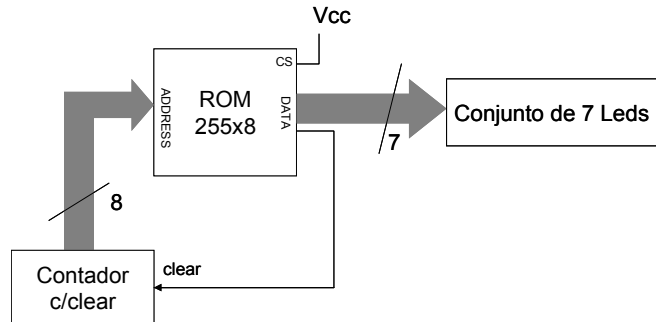 Vcc
CS
ADDRESS
ROM
255x8
DATA
Conjunto de 7 Leds
7
8
clear
Contador
c/clear